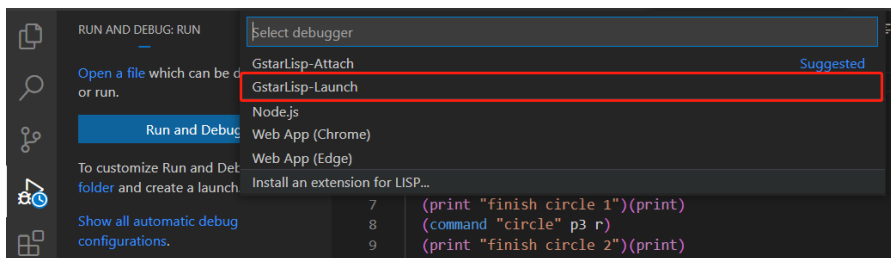 RUN AND DEBUG: RUN
Select debugger
Open a file which can be d
or run.
Run and Debug
To customize Run and Deb
folder and create a launch.
Show all automatic debug
configurations.
GstarLisp-Attach
Suggested
GstarLisp-Launch
Node.js
Web App (Chrome)
Web App (Edge)
Install an extension for LISP...
7 (print "finish circle 1")(print)
8 (command "circle" p3 r)
9 (print "finish circle 2")(print)